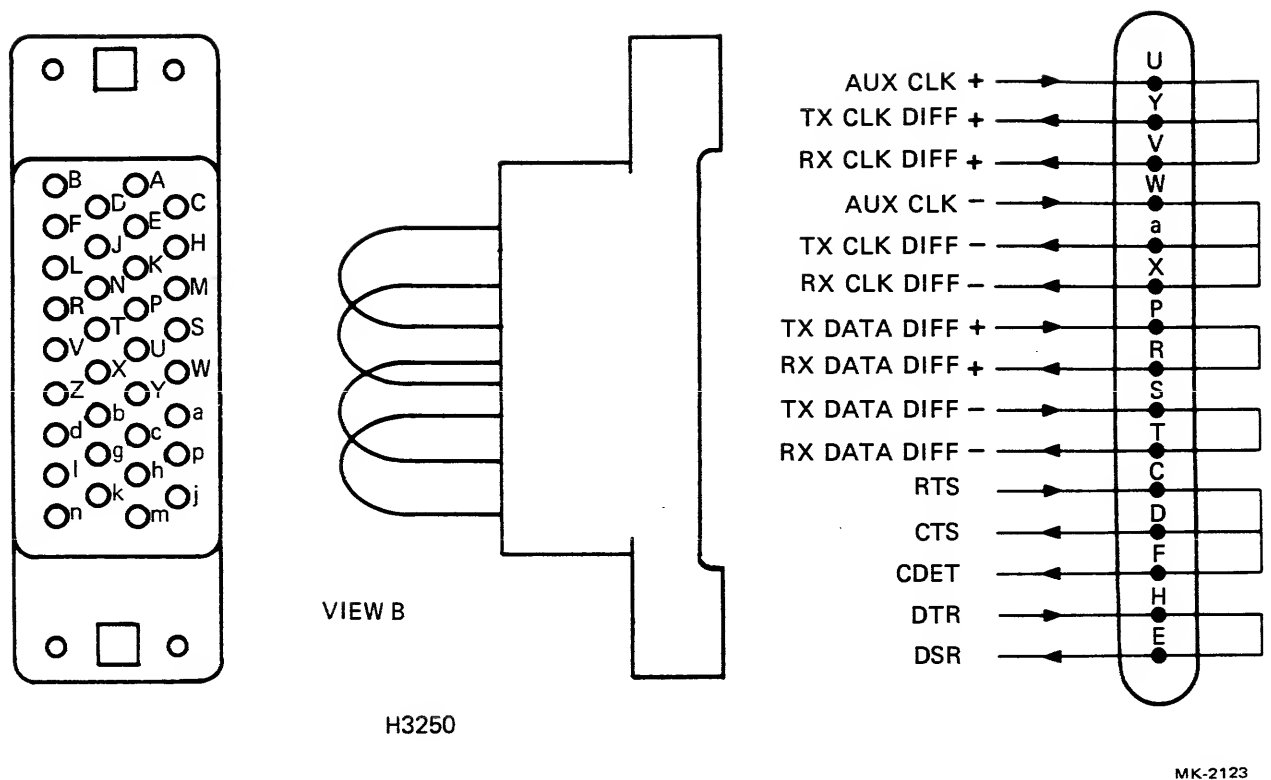 B A
D C
F E
J H
L K
N M
R P
T S
V U
X W
Z Y
b a
d c
g p
l h
k j
n m
VIEW B
H3250
U
AUX CLK +
Y
TX CLK DIFF +
V
RX CLK DIFF +
W
AUX CLK -
a
TX CLK DIFF -
X
RX CLK DIFF -
P
TX DATA DIFF +
R
RX DATA DIFF +
S
TX DATA DIFF -
T
RX DATA DIFF -
C
RTS
D
CTS
F
CDET
H
DTR
E
DSR
MK-2123